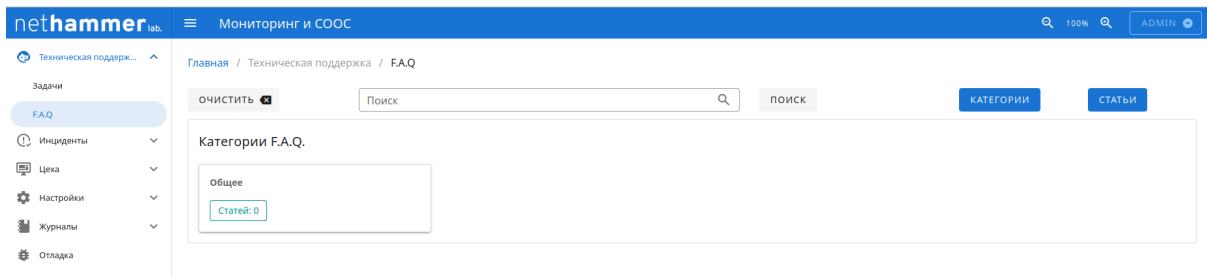 nethammer lab.
Мониторинг и СООС
100%
ADMIN
Техническая поддерж...
Задачи
F.A.Q
Инциденты
Цеха
Настройки
Журналы
Отладка
Главная / Техническая поддержка / F.A.Q
ОЧИСТИТЬ
Поиск
ПОИСК
КАТЕГОРИИ
СТАТЬИ
Категории F.A.Q.
Общее
Статей: 0